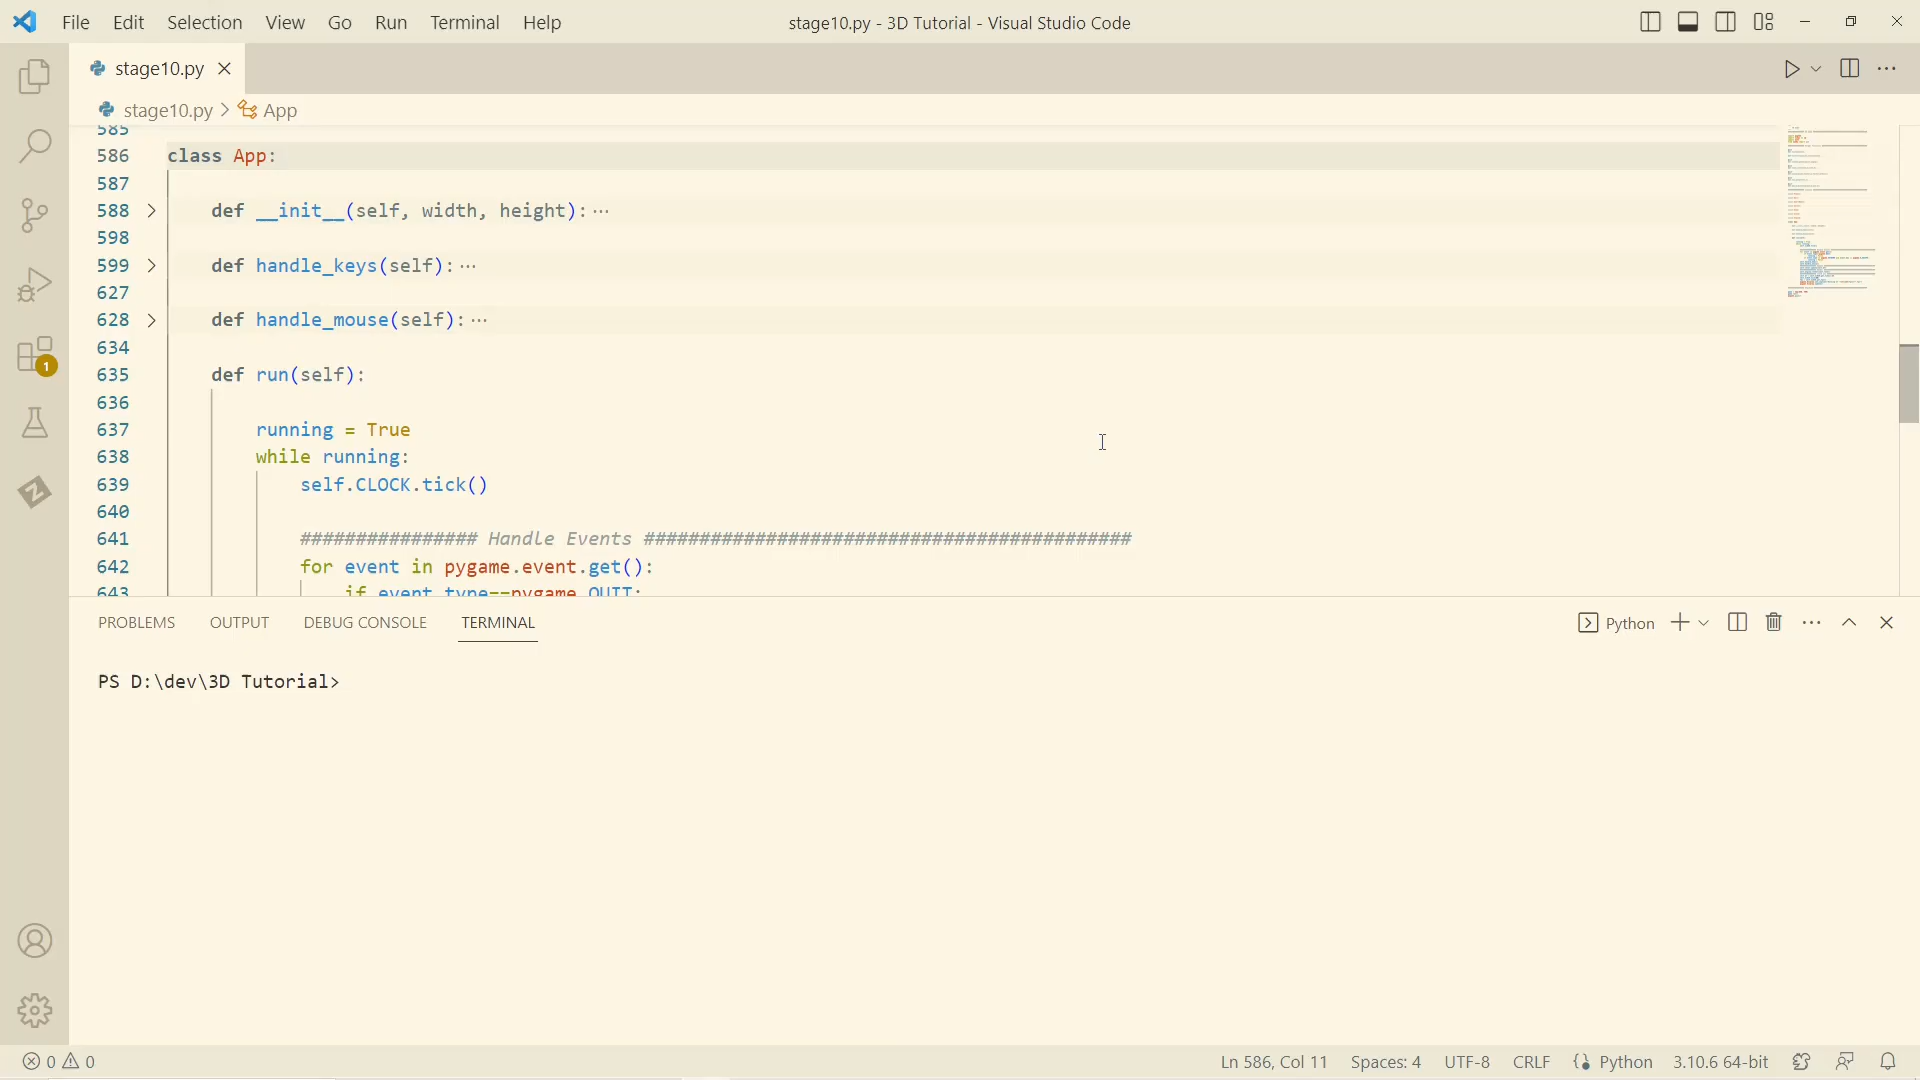 File Edit Selection View Go Run Terminal Help
stage10.py - 3D Tutorial - Visual Studio Code
stage10.py
stage10.py > App
585
586 class App:
587
588 def __init__(self, width, height):···
598
599 def handle_keys(self):···
627
628 def handle_mouse(self):···
634
635 def run(self):
636
637 running = True
638 while running:
639 self.CLOCK.tick()
640
641 ################ Handle Events ############################################
642 for event in pygame.event.get():
643 if event.type==pygame.QUIT:
1
PROBLEMS OUTPUT DEBUG CONSOLE TERMINAL
Python
PS D:\dev\3D Tutorial>
0 0
Ln 586, Col 11 Spaces: 4 UTF-8 CRLF Python 3.10.6 64-bit